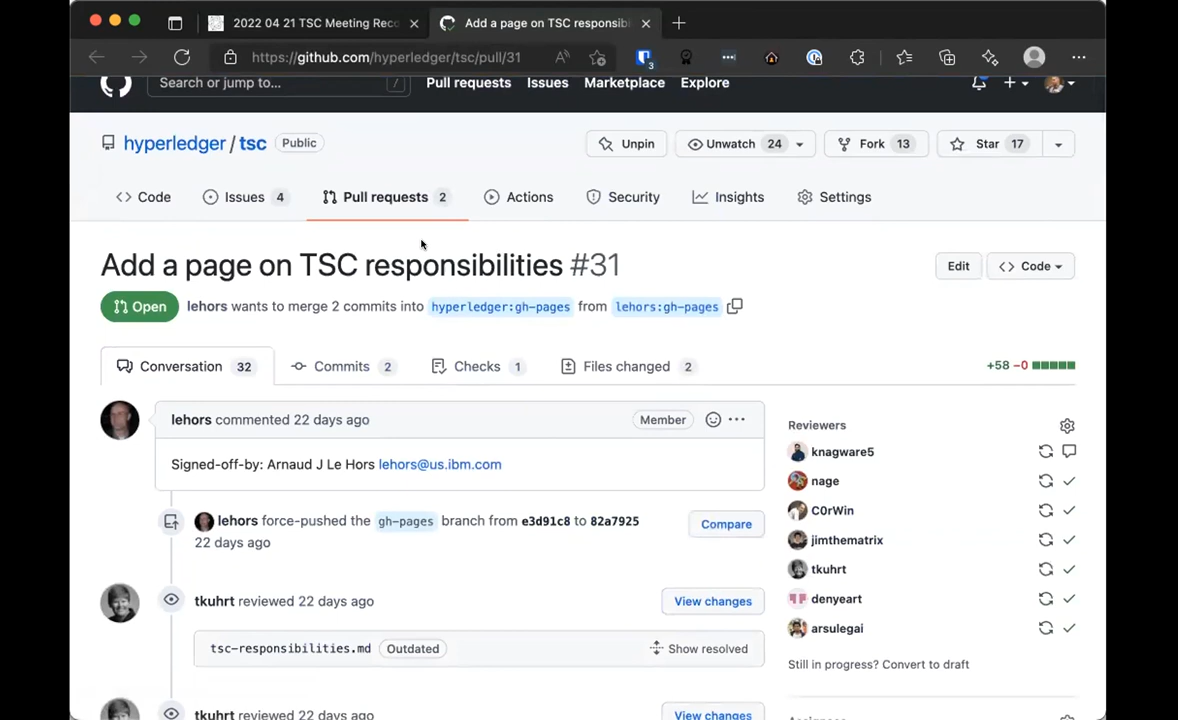 2022 04 21 TSC Meeting Reco
Add a page on TSC responsibil
https://github.com/hyperledger/tsc/pull/31
3
Search or jump to...
/
Pull requests
Issues
Marketplace
Explore
hyperledger / tsc
Public
Unpin
Unwatch 24
Fork 13
Star 17
Code
Issues 4
Pull requests 2
Actions
Security
Insights
Settings
Add a page on TSC responsibilities #31
Edit
Code
Open
lehors wants to merge 2 commits into hyperledger:gh-pages from lehors:gh-pages
Conversation 32
Commits 2
Checks 1
Files changed 2
+58 −0
lehors commented 22 days ago
Member
Signed-off-by: Arnaud J Le Hors lehors@us.ibm.com
lehors force-pushed the gh-pages branch from e3d91c8 to 82a7925
22 days ago
Compare
tkuhrt reviewed 22 days ago
View changes
tsc-responsibilities.md
Outdated
Show resolved
tkuhrt reviewed 22 days ago
View changes
Reviewers
knagware5
nage
C0rWin
jimthematrix
tkuhrt
denyeart
arsulegai
Still in progress? Convert to draft
Assignees